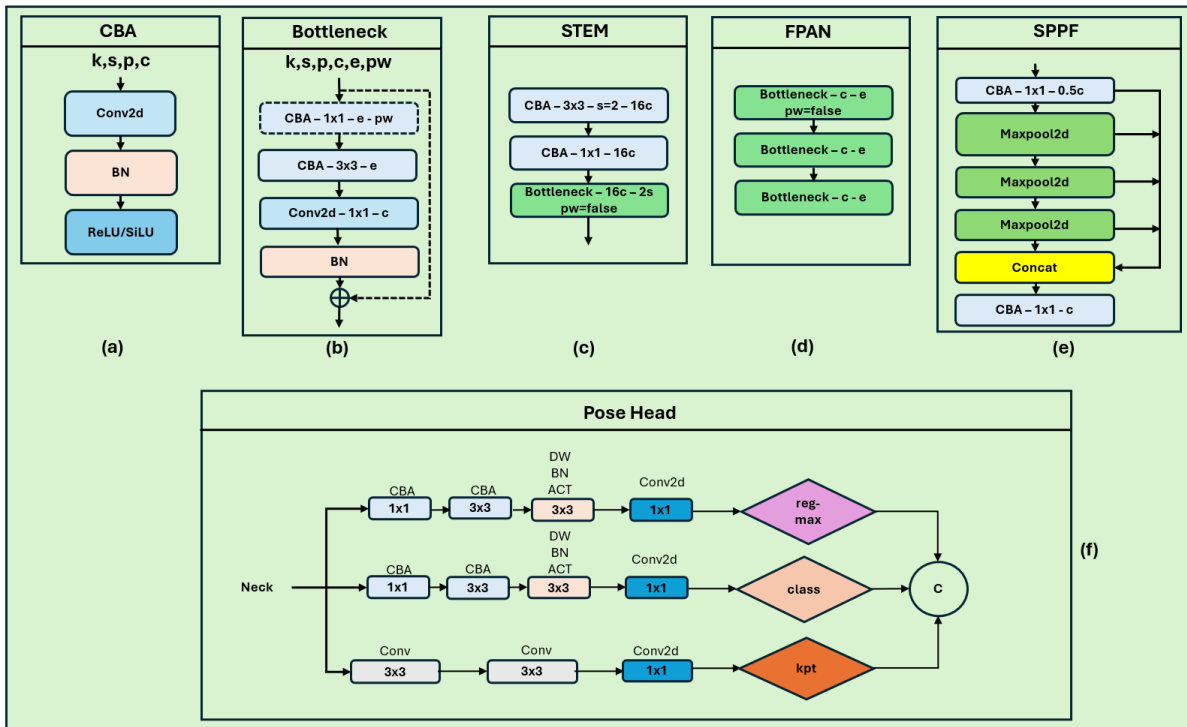 CBA
k,s,p,c
Conv2d
BN
ReLU/SiLU
(a)
Bottleneck
k,s,p,c,e,pw
CBA – 1x1 – e - pw
CBA – 3x3 – e
Conv2d – 1x1 – c
BN
(b)
STEM
CBA – 3x3 – s=2 – 16c
CBA – 1x1 – 16c
Bottleneck – 16c – 2s
pw=false
(c)
FPAN
Bottleneck – c – e
pw=false
Bottleneck – c - e
Bottleneck – c - e
(d)
SPPF
CBA – 1x1 – 0.5c
Maxpool2d
Maxpool2d
Maxpool2d
Concat
CBA – 1x1 - c
(e)
Pose Head
Neck
CBA
1x1
CBA
3x3
DW
BN
ACT
3x3
Conv2d
1x1
reg-
max
CBA
1x1
CBA
3x3
DW
BN
ACT
3x3
Conv2d
1x1
class
Conv
3x3
Conv
3x3
Conv2d
1x1
kpt
C
(f)